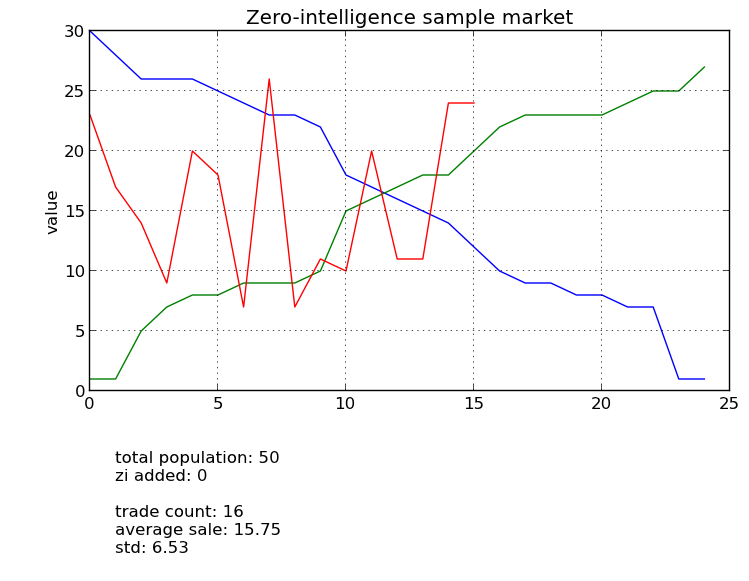 Zero-intelligence sample market
30
25
20
15
10
5
0
value
0 5 10 15 20 25
total population: 50
zi added: 0
trade count: 16
average sale: 15.75
std: 6.53